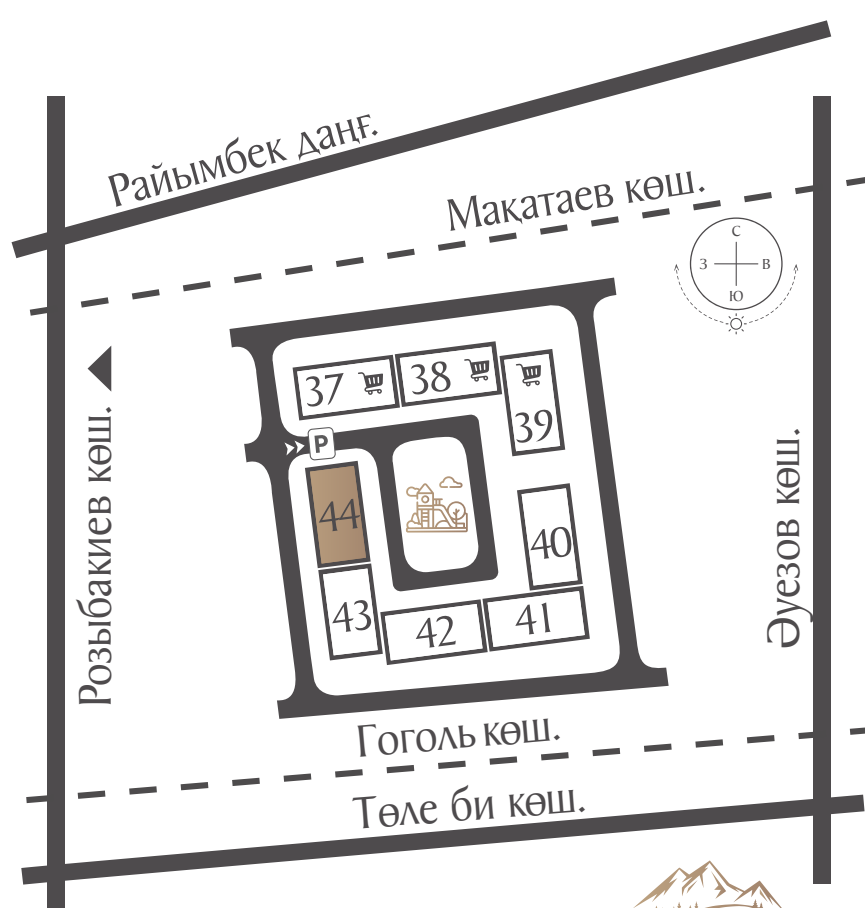 Райымбек даңғ.
Мақатаев көш.
С
З
В
Ю
37
38
39
P
44
40
43
42
41
Розыбакиев көш.
Әуезов көш.
Гоголь көш.
Төле би көш.